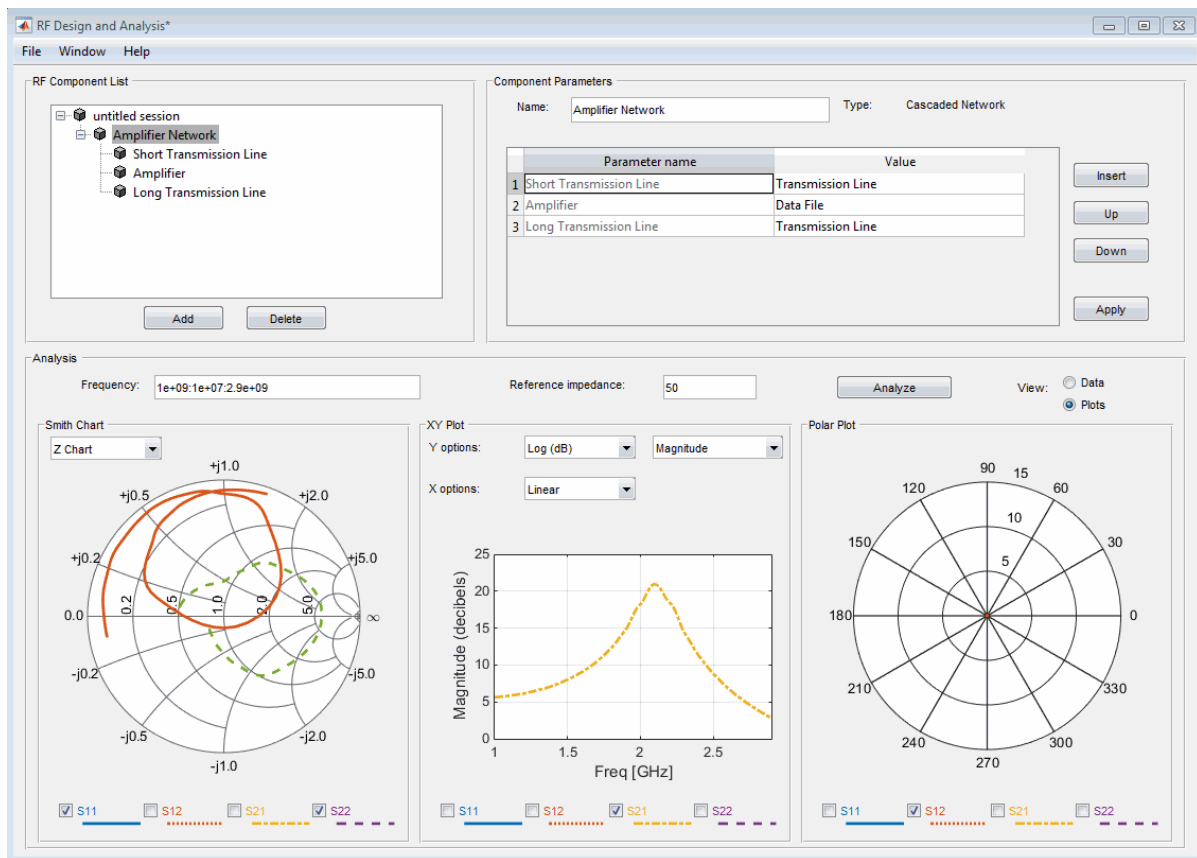 RF Design and Analysis*
File Window Help
RF Component List
untitled session
Amplifier Network
Short Transmission Line
Amplifier
Long Transmission Line
Add Delete
Component Parameters
Name: Amplifier Network Type: Cascaded Network
Parameter name Value
1 Short Transmission Line Transmission Line
2 Amplifier Data File
3 Long Transmission Line Transmission Line
Insert
Up
Down
Apply
Analysis
Frequency: 1e+09:1e+07:2.9e+09 Reference impedance: 50 Analyze View: Data
Plots
Smith Chart
Z Chart
+j1.0
+j0.5 +j2.0
+j0.2 +j5.0
0.0 0.2 0.5 1.0 2.0 5.0 ∞
-j0.2 -j5.0
-j0.5 -j2.0
-j1.0
S11 S12 S21 S22
XY Plot
Y options: Log (dB) Magnitude
X options: Linear
Magnitude (decibels)
25
20
15
10
5
0
1 1.5 2 2.5
Freq [GHz]
S11 S12 S21 S22
Polar Plot
90 15
120 60
10
150 30
5
180 0
210 330
240 300
270
S11 S12 S21 S22